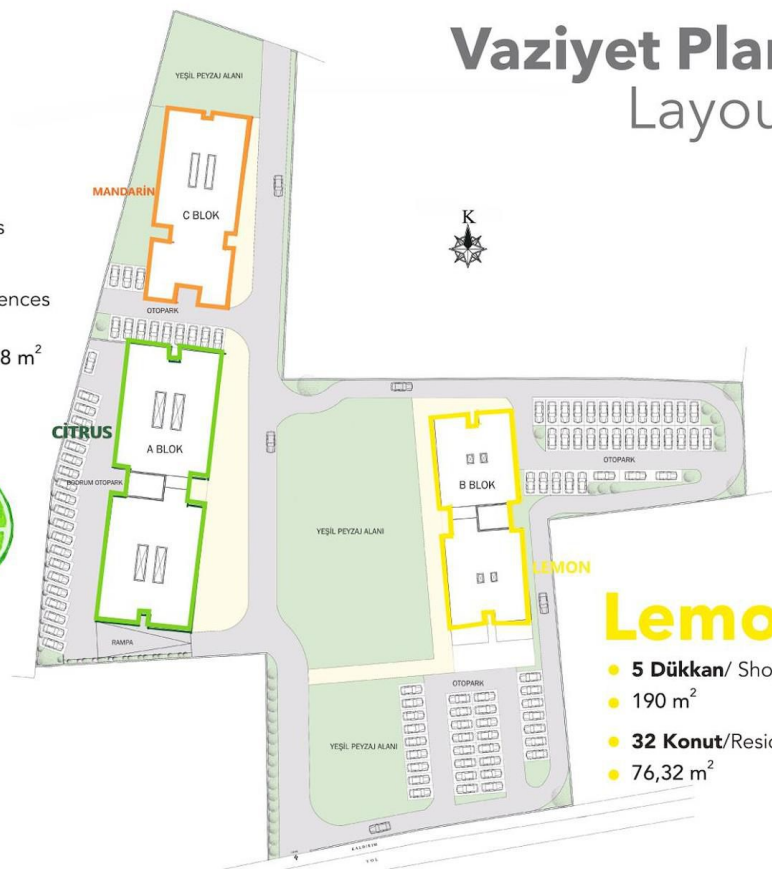 Vaziyet Plan
Layou
YEŞİL PEYZAJ ALANI
MANDARİN
C BLOK
K
s
ences
8 m²
OTOPARK
CİTRUS
A BLOK
BODRUM OTOPARK
OTOPARK
B BLOK
YEŞİL PEYZAJ ALANI
LEMON
RAMPA
Lemo
5 Dükkan/ Sho
190 m²
32 Konut/Resid
76,32 m²
OTOPARK
YEŞİL PEYZAJ ALANI
KALDIRIM
YOL